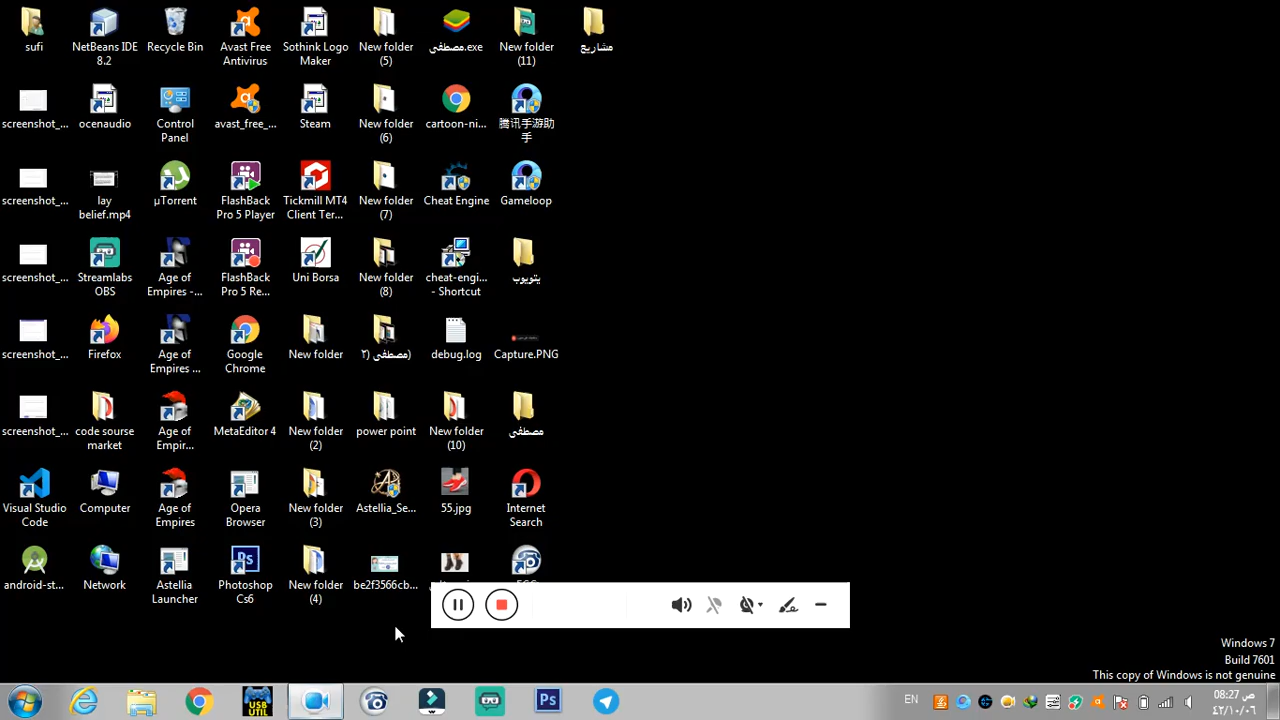 sufi
NetBeans IDE
8.2
Recycle Bin
Avast Free
Antivirus
Sothink Logo
Maker
New folder
(5)
مصطفى.exe
New folder
(11)
مشاريع
screenshot_...
ocenaudio
Control
Panel
avast_free_...
Steam
New folder
(6)
cartoon-ni...
腾讯手游助
手
screenshot_...
lay
belief.mp4
µTorrent
FlashBack
Pro 5 Player
Tickmill MT4
Client Ter...
New folder
(7)
Cheat Engine
Gameloop
screenshot_...
Streamlabs
OBS
Age of
Empires -...
FlashBack
Pro 5 Re...
Uni Borsa
New folder
(8)
cheat-engi...
- Shortcut
يتويوب
screenshot_...
Firefox
Age of
Empires ...
Google
Chrome
New folder
مصطفى (٢)
debug.log
Capture.PNG
screenshot_...
code sourse
market
Age of
Empir...
MetaEditor 4
New folder
(2)
power point
New folder
(10)
مصطفى
Visual Studio
Code
Computer
Age of
Empires
Opera
Browser
New folder
(3)
Astellia_Se...
55.jpg
Internet
Search
android-st...
Network
Astellia
Launcher
Photoshop
Cs6
New folder
(4)
be2f3566cb...
Windows 7
Build 7601
This copy of Windows is not genuine
USB
UTIL
Ps
EN
08:27 ص
٤٢/١٠/٠٦